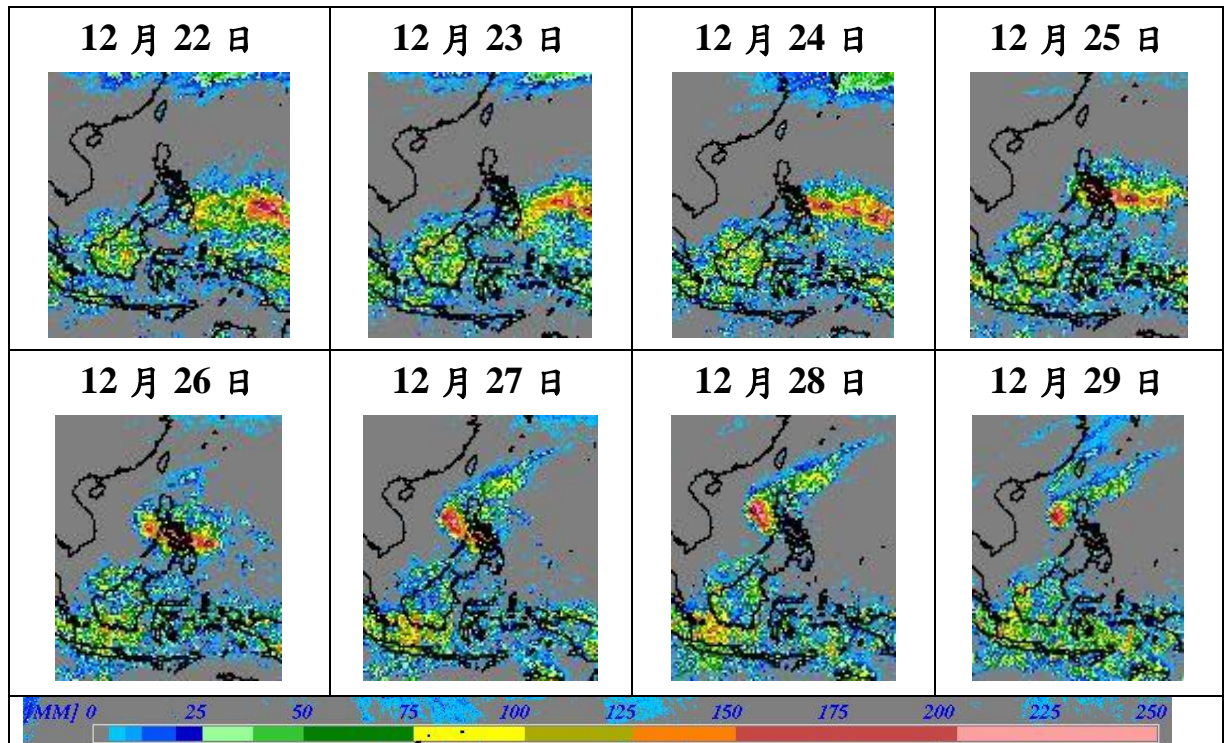 12 月 22 日
12 月 23 日
12 月 24 日
12 月 25 日
12 月 26 日
12 月 27 日
12 月 28 日
12 月 29 日
[MM] 0 25 50 75 100 125 150 175 200 225 250